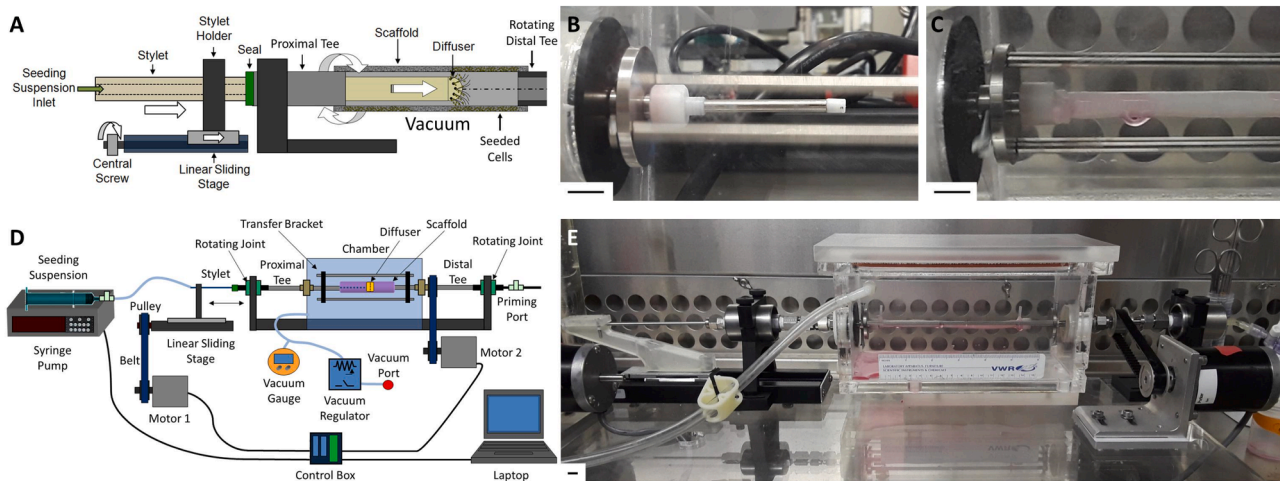 A
Stylet
Stylet
Holder
Seal
Proximal Tee
Scaffold
Diffuser
Rotating
Distal Tee
Seeding
Suspension
Inlet
Vacuum
Seeded
Cells
Central
Screw
Linear Sliding
Stage
B
C
D
Seeding
Suspension
Stylet
Rotating Joint
Transfer Bracket
Proximal
Tee
Chamber
Diffuser
Scaffold
Distal
Tee
Rotating Joint
Priming
Port
Pulley
Belt
Syringe
Pump
Linear Sliding
Stage
Motor 1
Vacuum
Gauge
Vacuum
Regulator
Vacuum
Port
Motor 2
Control Box
Laptop
E
VWR